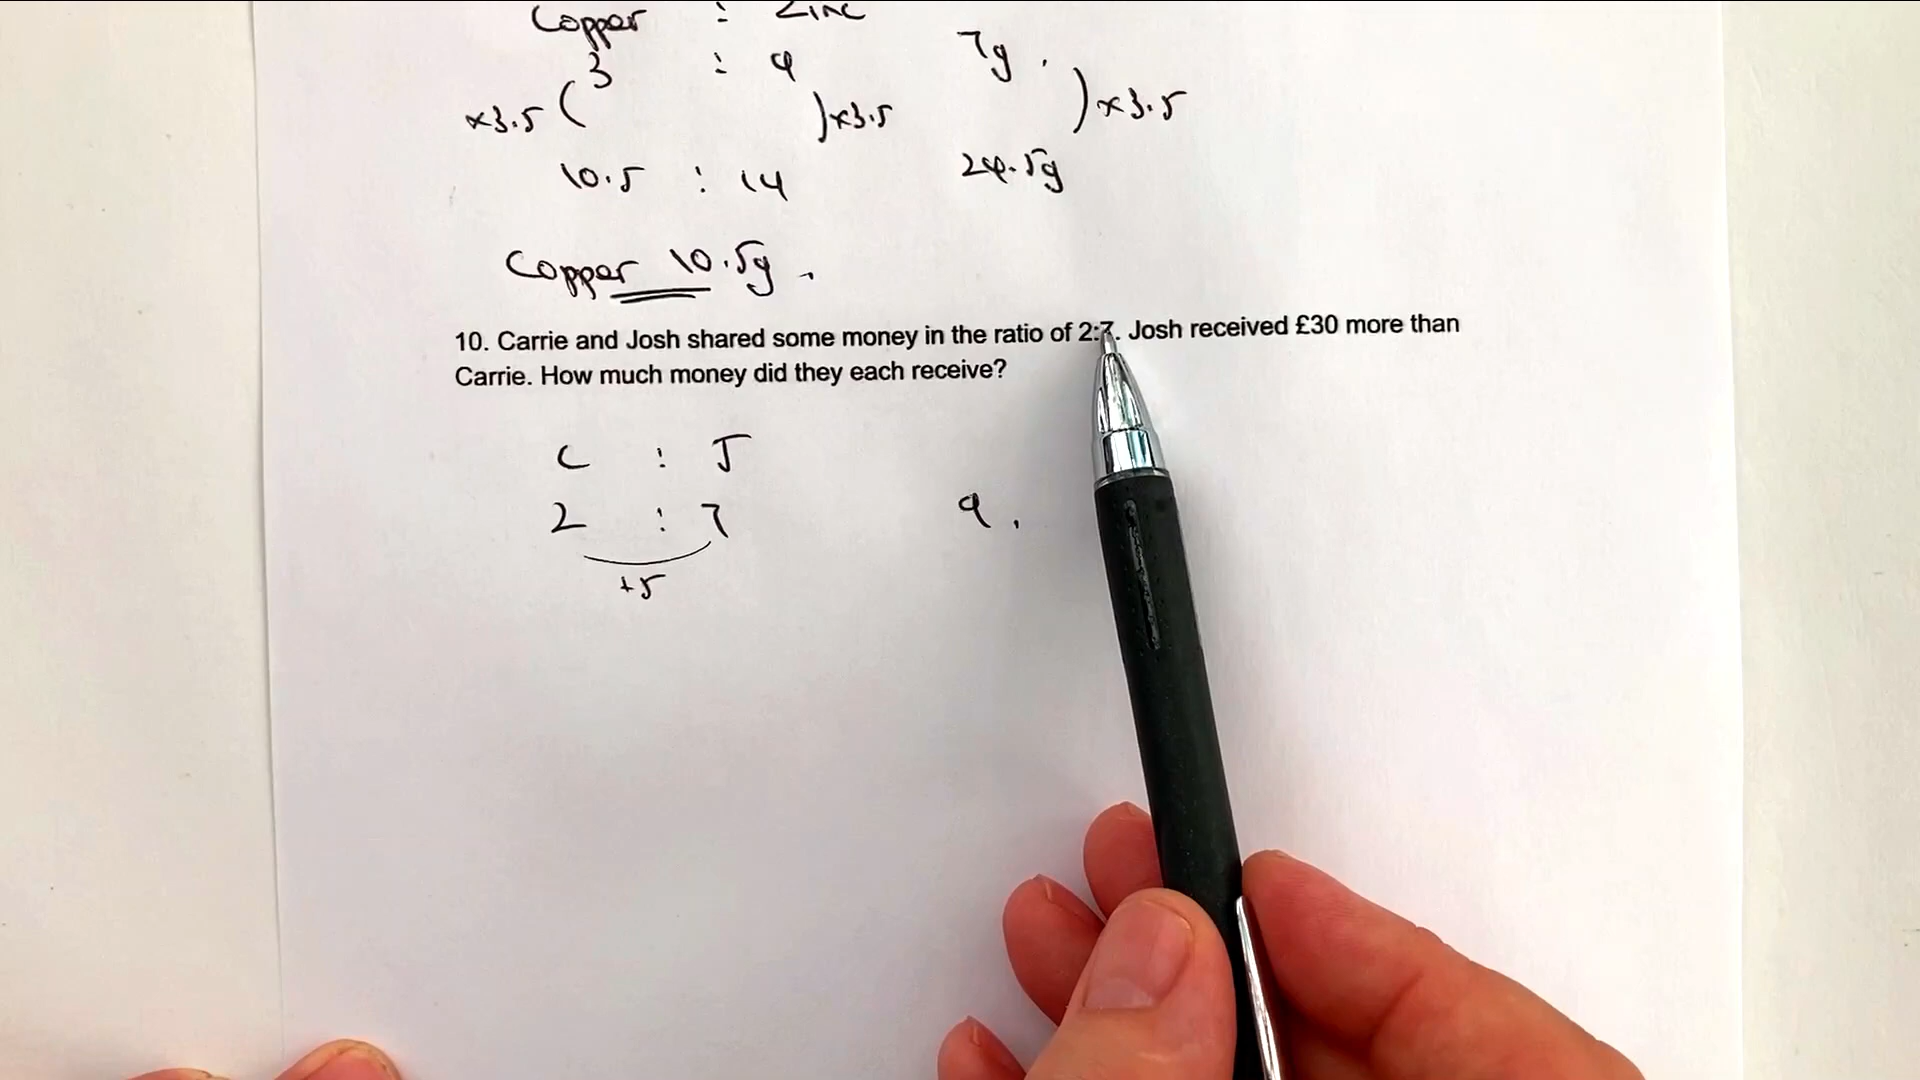 Copper : Zinc
3 : 4 7g.
×3.5 ( )×3.5 )×3.5
10.5 : 14 24.5g
Copper 10.5g.
10. Carrie and Josh shared some money in the ratio of 2:7. Josh received £30 more than
Carrie. How much money did they each receive?
C : J
2 : 7 9.
+5